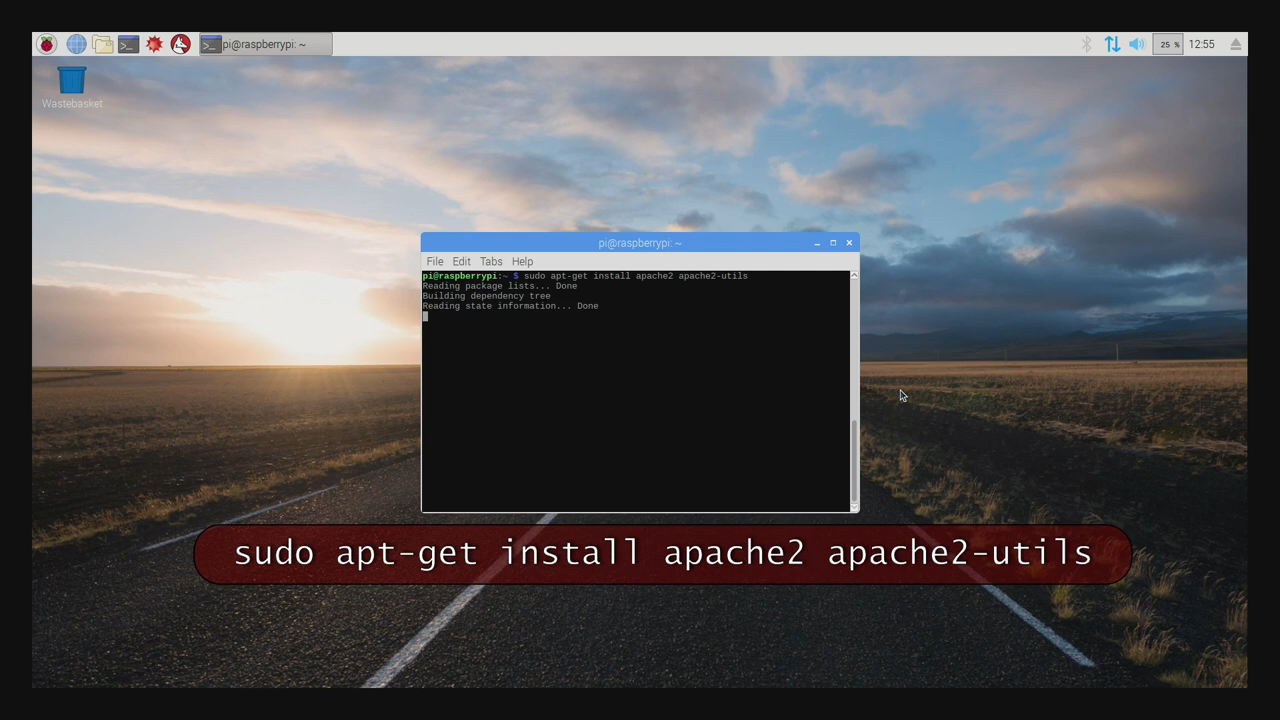 pi@raspberrypi: ~
25 %
12:55
Wastebasket
pi@raspberrypi: ~
File Edit Tabs Help
pi@raspberrypi:~ $ sudo apt-get install apache2 apache2-utils
Reading package lists... Done
Building dependency tree
Reading state information... Done
sudo apt-get install apache2 apache2-utils